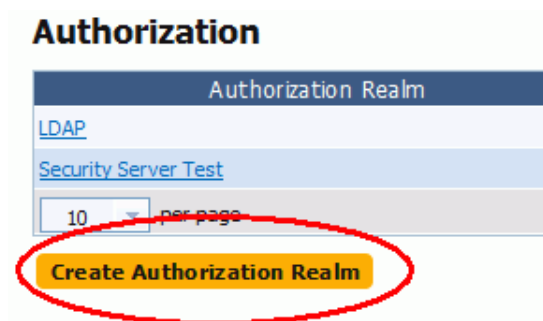 Authorization
Authorization Realm
LDAP
Security Server Test
10 per page
Create Authorization Realm